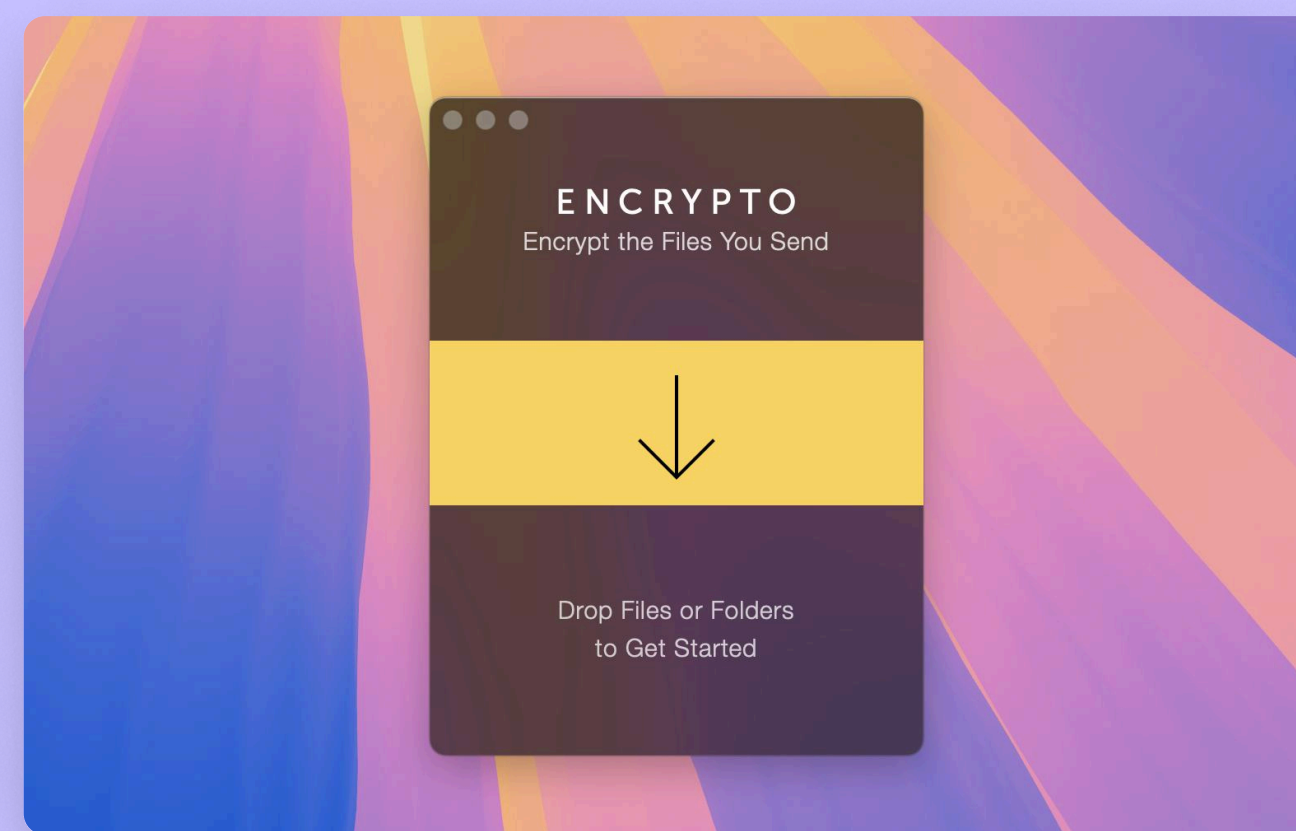 ENCRYPTO
Encrypt the Files You Send
Drop Files or Folders
to Get Started